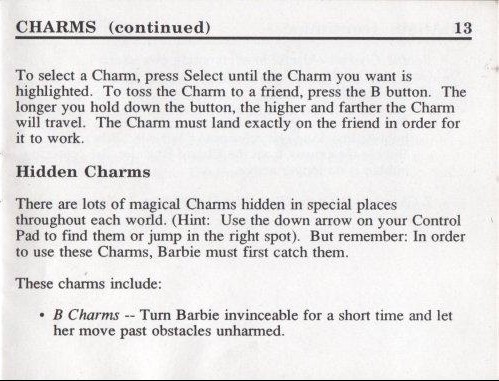 CHARMS (continued) 13
To select a Charm, press Select until the Charm you want is
highlighted. To toss the Charm to a friend, press the B button. The
longer you hold down the button, the higher and farther the Charm
will travel. The Charm must land exactly on the friend in order for
it to work.
Hidden Charms
There are lots of magical Charms hidden in special places
throughout each world. (Hint: Use the down arrow on your Control
Pad to find them or jump in the right spot). But remember: In order
to use these Charms, Barbie must first catch them.
These charms include:
• B Charms -- Turn Barbie invinceable for a short time and let
her move past obstacles unharmed.